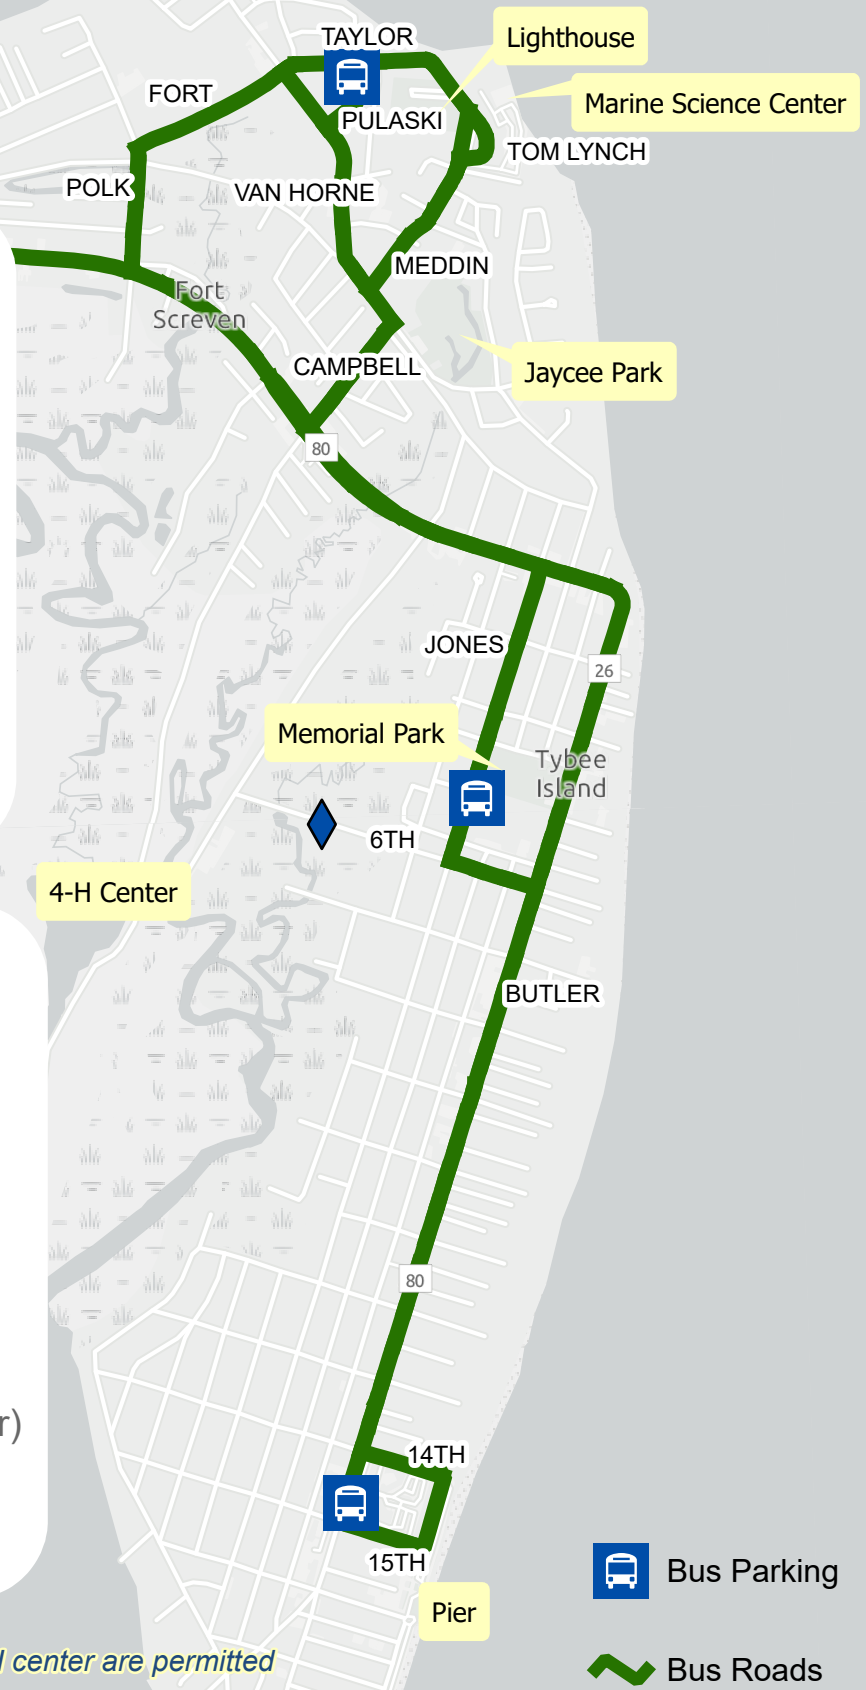 TAYLOR
Lighthouse
FORT
Marine Science Center
PULASKI
TOM LYNCH
POLK
VAN HORNE
MEDDIN
Fort
Screven
CAMPBELL
Jaycee Park
80
JONES
26
Memorial Park
Tybee
Island
6TH
4-H Center
BUTLER
80
r)
14TH
15TH
Bus Parking
Pier
center are permitted
Bus Roads